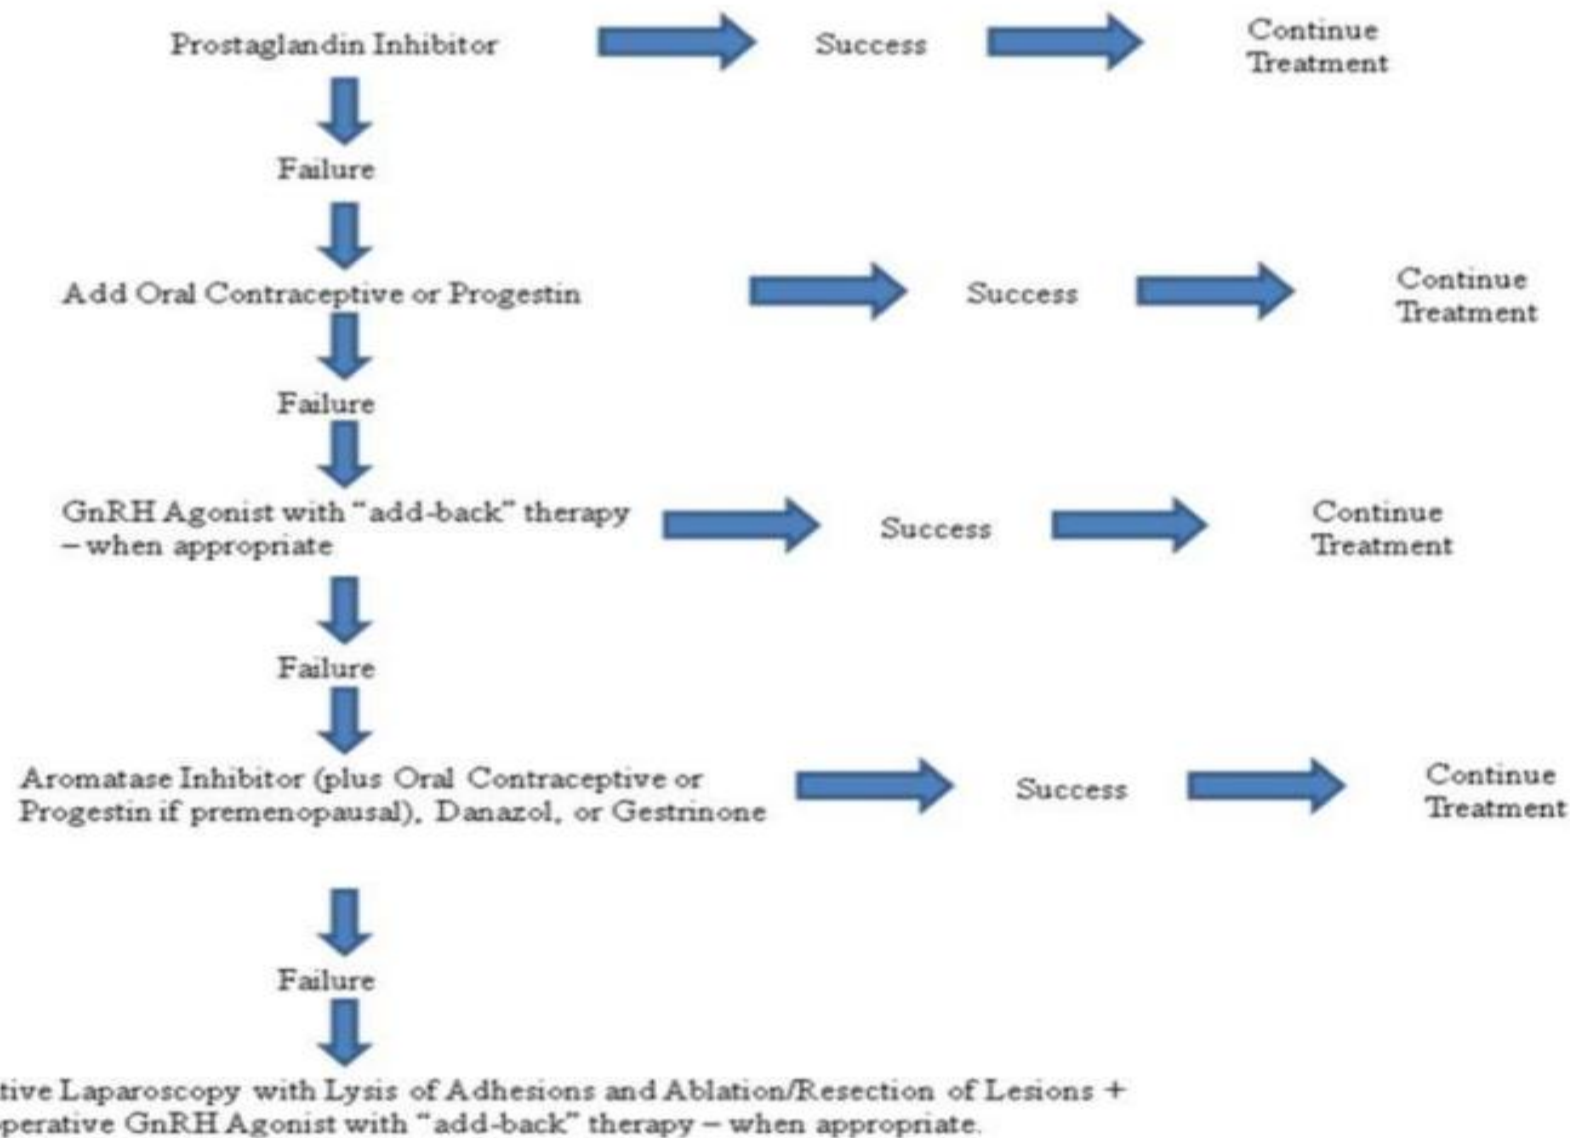 Prostaglandin Inhibitor
Success
Continue
Treatment
Failure
Add Oral Contraceptive or Progestin
Success
Continue
Treatment
Failure
GnRH Agonist with “add-back” therapy
– when appropriate
Success
Continue
Treatment
Failure
Aromatase Inhibitor (plus Oral Contraceptive or
Progestin if premenopausal), Danazol, or Gestrinone
Success
Continue
Treatment
Failure
tive Laparoscopy with Lysis of Adhesions and Ablation/Resection of Lesions +
perative GnRH Agonist with “add-back” therapy – when appropriate.